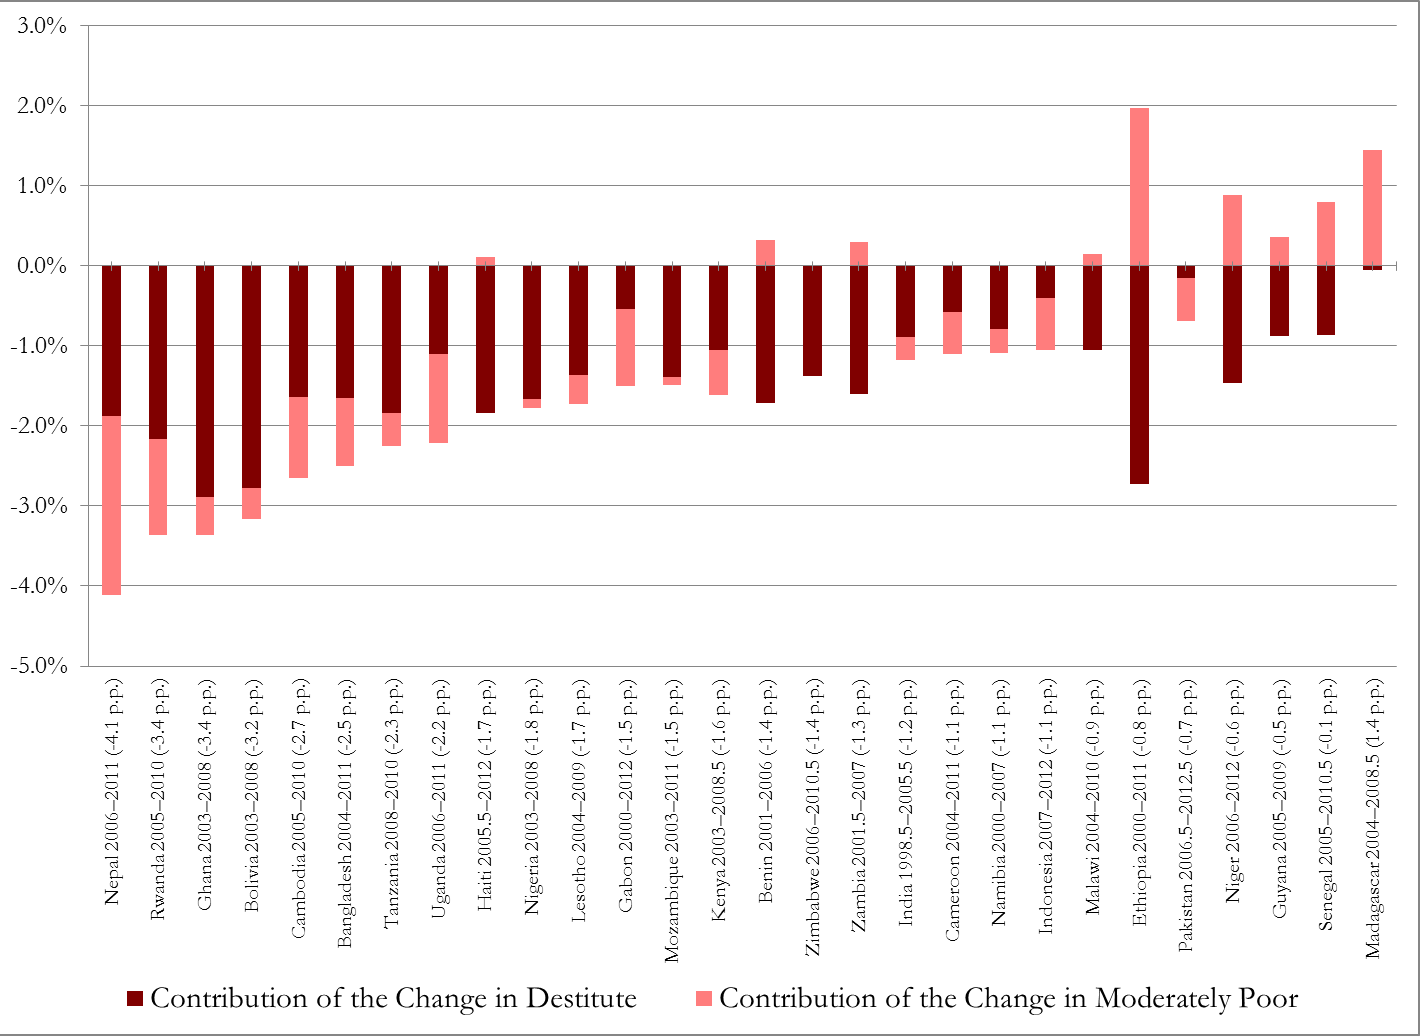 3.0%
2.0%
1.0%
0.0%
-1.0%
-2.0%
-3.0%
-4.0%
-5.0%
Nepal 2006–2011 (-4.1 p.p.)
Rwanda 2005–2010 (-3.4 p.p.)
Ghana 2003–2008 (-3.4 p.p.)
Bolivia 2003–2008 (-3.2 p.p.)
Cambodia 2005–2010 (-2.7 p.p.)
Bangladesh 2004–2011 (-2.5 p.p.)
Tanzania 2008–2010 (-2.3 p.p.)
Uganda 2006–2011 (-2.2 p.p.)
Haiti 2005.5–2012 (-1.7 p.p.)
Nigeria 2003–2008 (-1.8 p.p.)
Lesotho 2004–2009 (-1.7 p.p.)
Gabon 2000–2012 (-1.5 p.p.)
Mozambique 2003–2011 (-1.5 p.p.)
Kenya 2003–2008.5 (-1.6 p.p.)
Benin 2001–2006 (-1.4 p.p.)
Zimbabwe 2006–2010.5 (-1.4 p.p.)
Zambia 2001.5–2007 (-1.3 p.p.)
India 1998.5–2005.5 (-1.2 p.p.)
Cameroon 2004–2011 (-1.1 p.p.)
Namibia 2000–2007 (-1.1 p.p.)
Indonesia 2007–2012 (-1.1 p.p.)
Malawi 2004–2010 (-0.9 p.p.)
Ethiopia 2000–2011 (-0.8 p.p.)
Pakistan 2006.5–2012.5 (-0.7 p.p.)
Niger 2006–2012 (-0.6 p.p.)
Guyana 2005–2009 (-0.5 p.p.)
Senegal 2005–2010.5 (-0.1 p.p.)
Madagascar 2004–2008.5 (1.4 p.p.)
Contribution of the Change in Destitute
Contribution of the Change in Moderately Poor